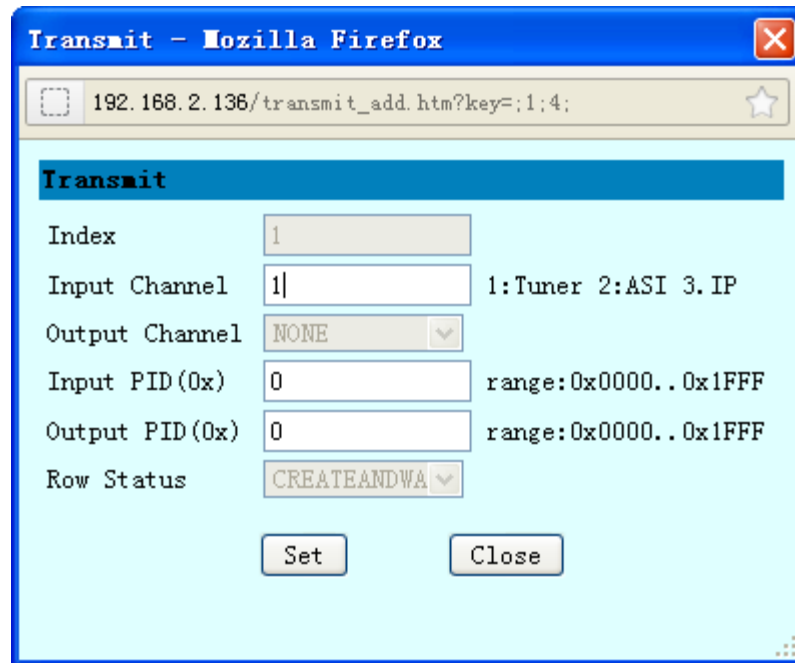 Transmit - Mozilla Firefox
192.168.2.136/transmit_add.htm?key=;1;4;
Transmit
Index 1
Input Channel 1 1:Tuner 2:ASI 3.IP
Output Channel NONE
Input PID(0x) 0 range:0x0000..0x1FFF
Output PID(0x) 0 range:0x0000..0x1FFF
Row Status CREATEANDWA
Set Close